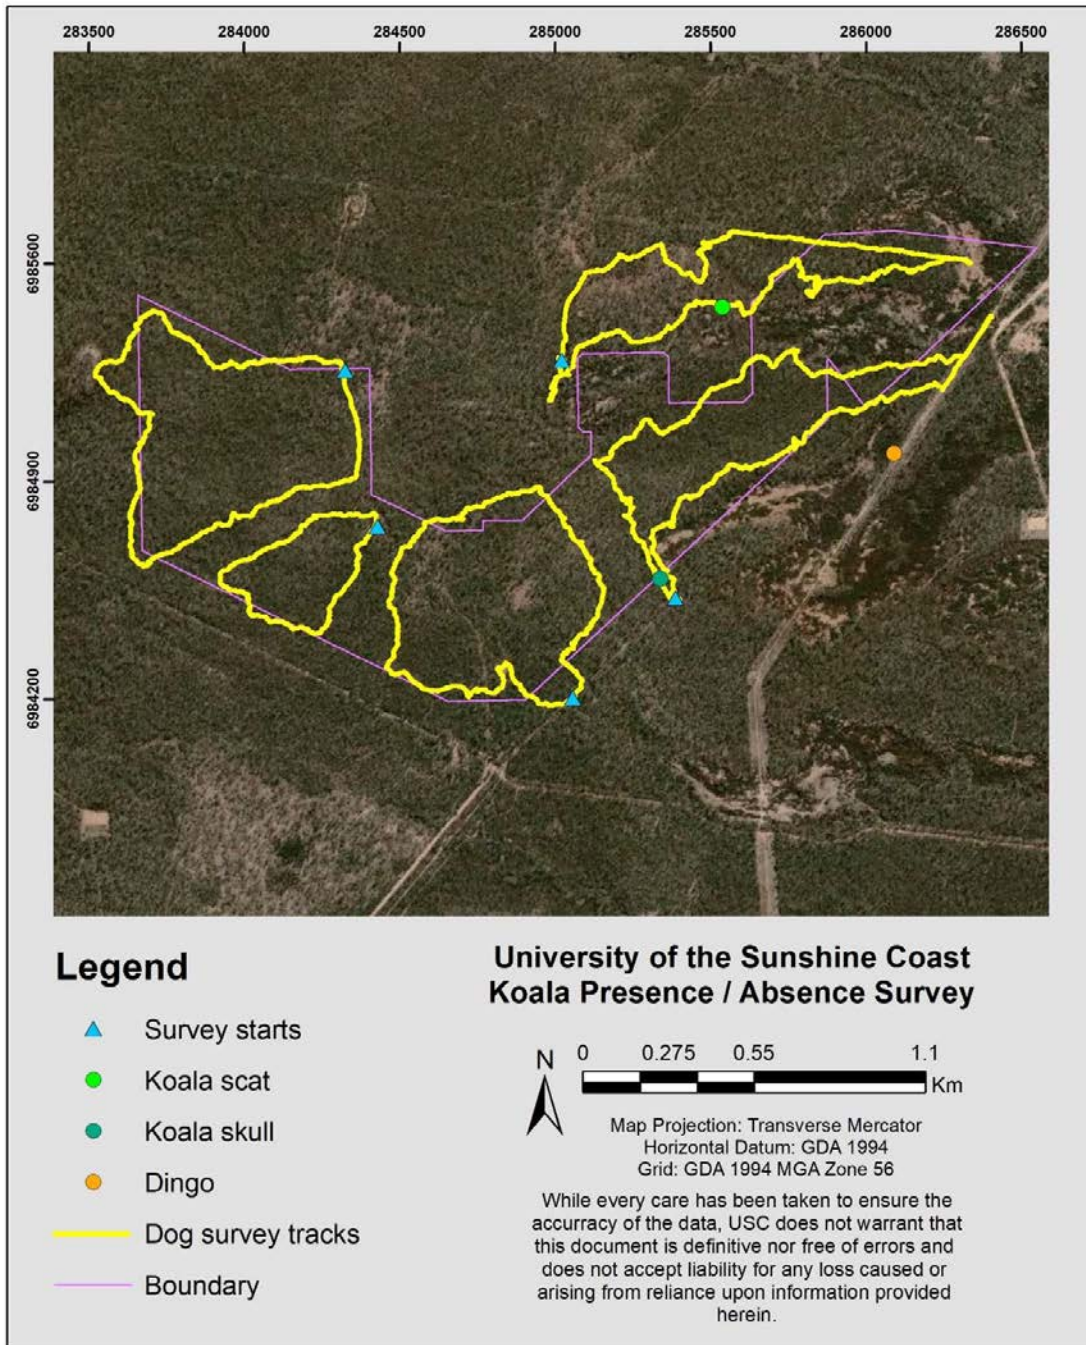 283500 284000 284500 285000 285500 286000 286500
6985600
6984900
6984200
Legend
Survey starts
Koala scat
Koala skull
Dingo
Dog survey tracks
Boundary
University of the Sunshine Coast
Koala Presence / Absence Survey
N
0 0.275 0.55 1.1
Km
Map Projection: Transverse Mercator
Horizontal Datum: GDA 1994
Grid: GDA 1994 MGA Zone 56
While every care has been taken to ensure the
accurracy of the data, USC does not warrant that
this document is definitive nor free of errors and
does not accept liability for any loss caused or
arising from reliance upon information provided
herein.